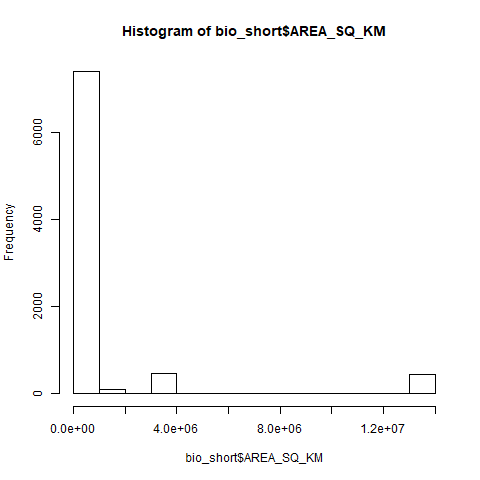 Histogram of bio_short$AREA_SQ_KM
Frequency
6000
4000
2000
0
0.0e+00 4.0e+06 8.0e+06 1.2e+07
bio_short$AREA_SQ_KM